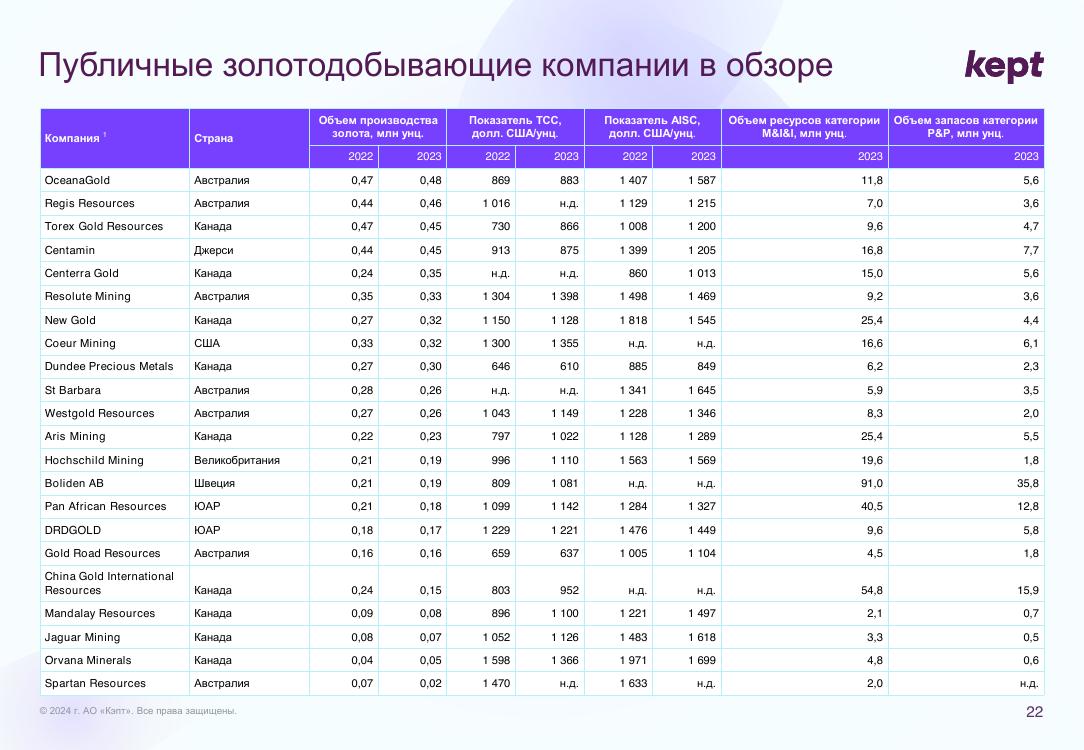 Публичные золотодобывающие компании в обзоре
kept
Компания ¹ Страна Объем производства золота, млн унц. Показатель TCC, долл. США/унц. Показатель AISC, долл. США/унц. Объем ресурсов категории M&I&I, млн унц. Объем запасов категории P&P, млн унц.
2022 2023 2022 2023 2022 2023 2023 2023
OceanaGold Австралия 0,47 0,48 869 883 1 407 1 587 11,8 5,6
Regis Resources Австралия 0,44 0,46 1 016 н.д. 1 129 1 215 7,0 3,6
Torex Gold Resources Канада 0,47 0,45 730 866 1 008 1 200 9,6 4,7
Centamin Джерси 0,44 0,45 913 875 1 399 1 205 16,8 7,7
Centerra Gold Канада 0,24 0,35 н.д. н.д. 860 1 013 15,0 5,6
Resolute Mining Австралия 0,35 0,33 1 304 1 398 1 498 1 469 9,2 3,6
New Gold Канада 0,27 0,32 1 150 1 128 1 818 1 545 25,4 4,4
Coeur Mining США 0,33 0,32 1 300 1 355 н.д. н.д. 16,6 6,1
Dundee Precious Metals Канада 0,27 0,30 646 610 885 849 6,2 2,3
St Barbara Австралия 0,28 0,26 н.д. н.д. 1 341 1 645 5,9 3,5
Westgold Resources Австралия 0,27 0,26 1 043 1 149 1 228 1 346 8,3 2,0
Aris Mining Канада 0,22 0,23 797 1 022 1 128 1 289 25,4 5,5
Hochschild Mining Великобритания 0,21 0,19 996 1 110 1 563 1 569 19,6 1,8
Boliden AB Швеция 0,21 0,19 809 1 081 н.д. н.д. 91,0 35,8
Pan African Resources ЮАР 0,21 0,18 1 099 1 142 1 284 1 327 40,5 12,8
DRDGOLD ЮАР 0,18 0,17 1 229 1 221 1 476 1 449 9,6 5,8
Gold Road Resources Австралия 0,16 0,16 659 637 1 005 1 104 4,5 1,8
China Gold International
Resources Канада 0,24 0,15 803 952 н.д. н.д. 54,8 15,9
Mandalay Resources Канада 0,09 0,08 896 1 100 1 221 1 497 2,1 0,7
Jaguar Mining Канада 0,08 0,07 1 052 1 126 1 483 1 618 3,3 0,5
Orvana Minerals Канада 0,04 0,05 1 598 1 366 1 971 1 699 4,8 0,6
Spartan Resources Австралия 0,07 0,02 1 470 н.д. 1 633 н.д. 2,0 н.д.
© 2024 г. АО «Кэпт». Все права защищены.
22